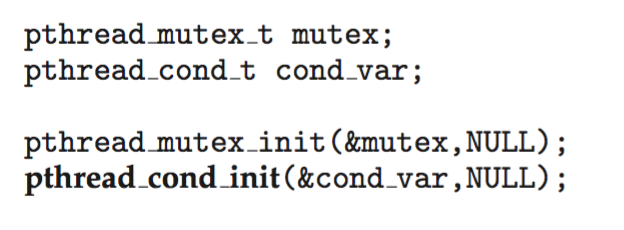 pthread_mutex_t mutex;
pthread_cond_t cond_var;
pthread_mutex_init(&mutex,NULL);
pthread_cond_init(&cond_var,NULL);